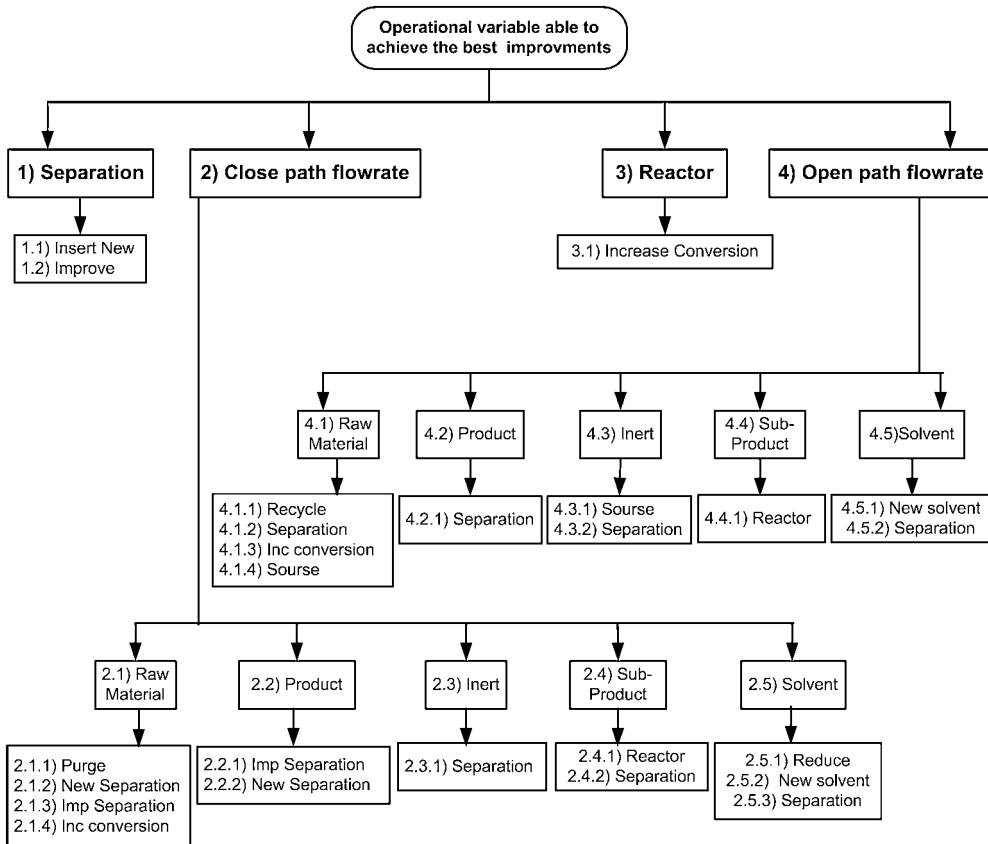 Operational variable able to
achieve the best improvments
1) Separation
2) Close path flowrate
3) Reactor
4) Open path flowrate
1.1) Insert New
1.2) Improve
3.1) Increase Conversion
4.1) Raw
Material
4.2) Product
4.3) Inert
4.4) Sub-
Product
4.5)Solvent
4.1.1) Recycle
4.1.2) Separation
4.1.3) Inc conversion
4.1.4) Sourse
4.2.1) Separation
4.3.1) Sourse
4.3.2) Separation
4.4.1) Reactor
4.5.1) New solvent
4.5.2) Separation
2.1) Raw
Material
2.2) Product
2.3) Inert
2.4) Sub-
Product
2.5) Solvent
2.1.1) Purge
2.1.2) New Separation
2.1.3) Imp Separation
2.1.4) Inc conversion
2.2.1) Imp Separation
2.2.2) New Separation
2.3.1) Separation
2.4.1) Reactor
2.4.2) Separation
2.5.1) Reduce
2.5.2) New solvent
2.5.3) Separation